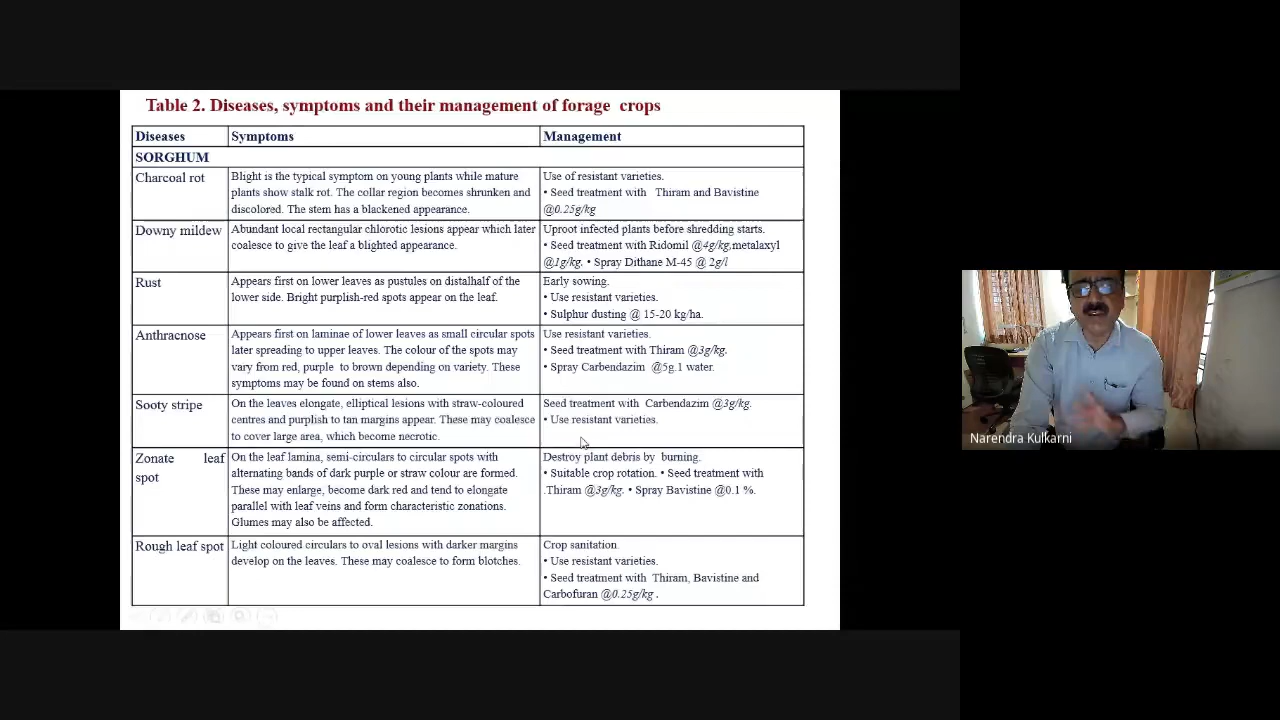 Table 2. Diseases, symptoms and their management of forage crops
Diseases
Symptoms
Management
SORGHUM
Charcoal rot
Blight is the typical symptom on young plants while mature
plants show stalk rot. The collar region becomes shrunken and
discolored. The stem has a blackened appearance.
Use of resistant varieties.
• Seed treatment with Thiram and Bavistine
@0.25g/kg
Downy mildew
Abundant local rectangular chlorotic lesions appear which later
coalesce to give the leaf a blighted appearance.
Uproot infected plants before shredding starts.
• Seed treatment with Ridomil @4g/kg,metalaxyl
@1g/kg. • Spray Dithane M-45 @ 2g/l
Rust
Appears first on lower leaves as pustules on distalhalf of the
lower side. Bright purplish-red spots appear on the leaf.
Early sowing.
• Use resistant varieties.
• Sulphur dusting @ 15-20 kg/ha.
Anthracnose
Appears first on laminae of lower leaves as small circular spots
later spreading to upper leaves. The colour of the spots may
vary from red, purple to brown depending on variety. These
symptoms may be found on stems also.
Use resistant varieties.
• Seed treatment with Thiram @3g/kg.
• Spray Carbendazim @5g.1 water.
Sooty stripe
On the leaves elongate, elliptical lesions with straw-coloured
centres and purplish to tan margins appear. These may coalesce
to cover large area, which become necrotic.
Seed treatment with Carbendazim @3g/kg.
• Use resistant varieties.
Zonate leaf
spot
On the leaf lamina, semi-circulars to circular spots with
alternating bands of dark purple or straw colour are formed.
These may enlarge, become dark red and tend to elongate
parallel with leaf veins and form characteristic zonations.
Glumes may also be affected.
Destroy plant debris by burning.
• Suitable crop rotation. • Seed treatment with
.Thiram @3g/kg. • Spray Bavistine @0.1 %.
Rough leaf spot
Light coloured circulars to oval lesions with darker margins
develop on the leaves. These may coalesce to form blotches.
Crop sanitation.
• Use resistant varieties.
• Seed treatment with Thiram, Bavistine and
Carbofuran @0.25g/kg .
Narendra Kulkarni